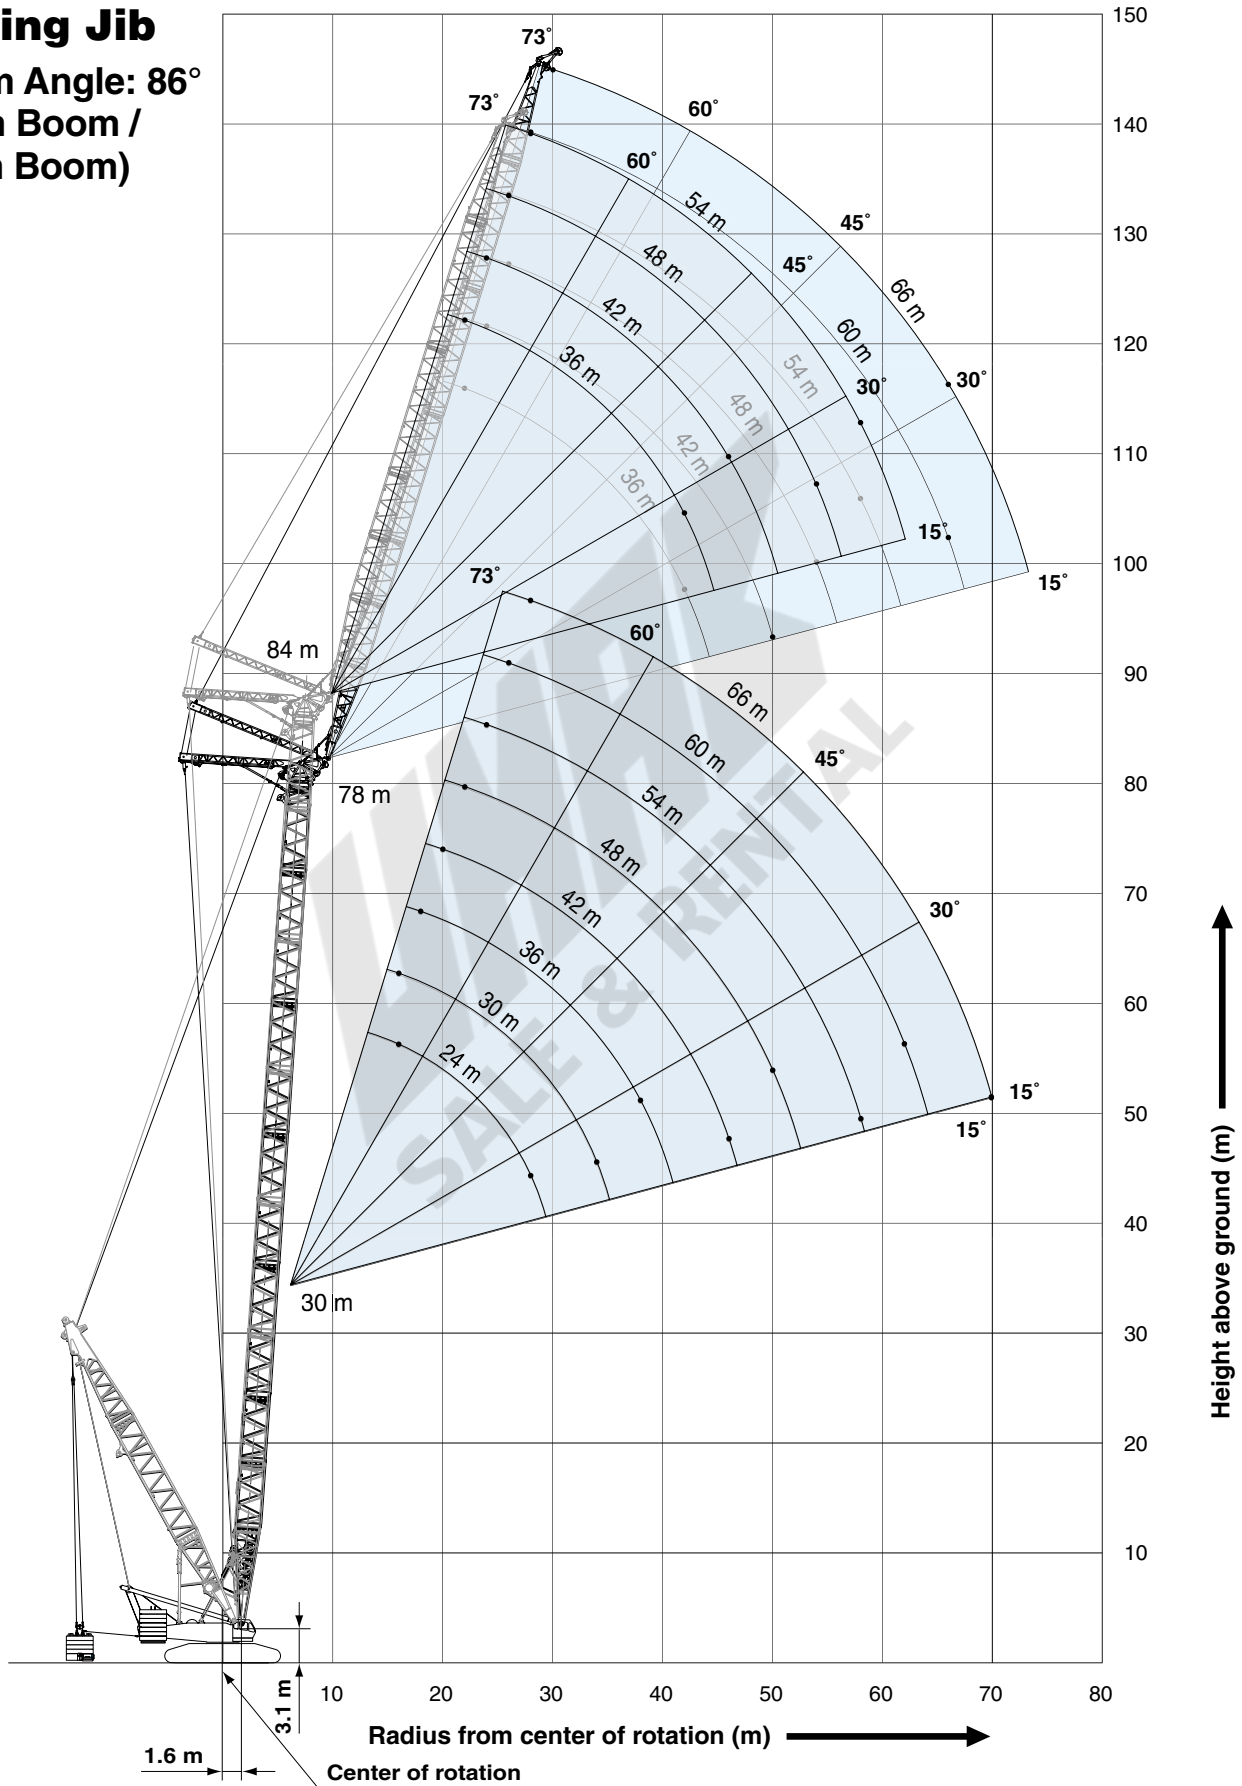 ing Jib
m Angle: 86°
m Boom /
m Boom)
150
140
130
120
110
100
90
80
70
60
50
40
30
20
10
73°
73°
60°
60°
54 m
45°
45°
48 m
66 m
42 m
60 m
36 m
54 m
30°
30°
48 m
42 m
36 m
15°
15°
73°
60°
84 m
66 m
60 m
45°
78 m
54 m
48 m
42 m
30°
36 m
30 m
24 m
15°
15°
30 m
SALE & RENTAL
Height above ground (m)
3.1 m
10 20 30 40 50 60 70 80
Radius from center of rotation (m)
1.6 m
Center of rotation